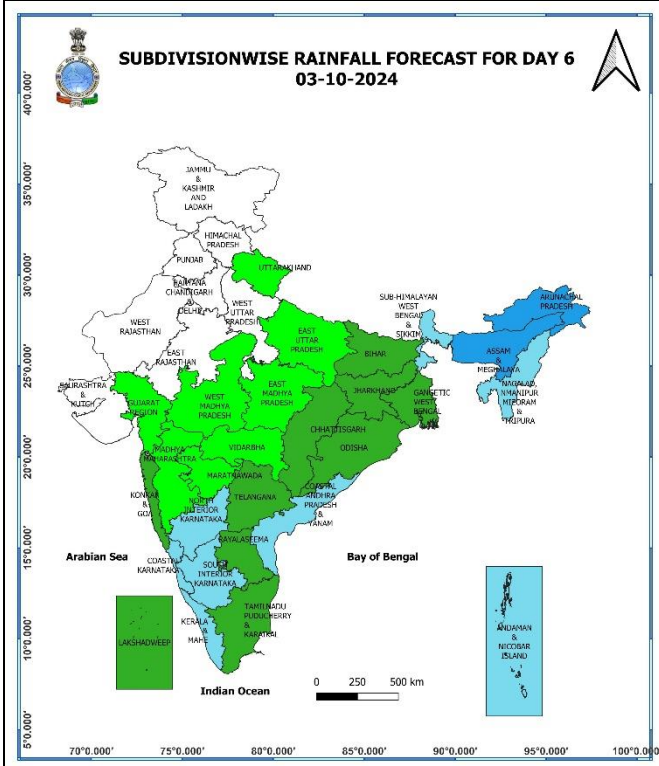 SUBDIVISIONWISE RAINFALL FORECAST FOR DAY 6
03-10-2024
JAMMU
&
KASHMIR
AND
LADAKH
HIMACHAL
PRADESH
PUNJAB
UTTARAKHAND
CHANDIGARH
&
DELHI
WEST
UTTAR
PRADESH
WEST
RAJASTHAN
EAST
RAJASTHAN
EAST
UTTAR
PRADESH
SUB-HIMALAYAN
WEST
BENGAL
&
SIKKIM
ARUNACHAL
PRADESH
ASSAM
&
MEGHALAYA
BIHAR
SAURASHTRA
&
KUTCH
GUJARAT
REGION
WEST
MADHYA
PRADESH
EAST
MADHYA
PRADESH
JHARKHAND
GANGETIC
WEST
BENGAL
TRIPURA
CHHATTISGARH
ODISHA
VIDARBHA
MADHYA
MAHARASHTRA
MARATHAWADA
KONKAN
&
GOA
TELANGANA
COASTAL
ANDHRA
PRADESH
&
YANAM
NORTH
INTERIOR
KARNATAKA
RAYALASEEMA
COASTAL
KARNATAKA
SOUTH
INTERIOR
KARNATAKA
Arabian Sea
Bay of Bengal
KERALA
&
MAHE
TAMILNADU
PUDUCHERRY
&
KARAIKAL
LAKSHADWEEP
ANDAMAN
&
NICOBAR
ISLAND
Indian Ocean
0 250 500 km
40°0.000'
35°0.000'
30°0.000'
25°0.000'
20°0.000'
15°0.000'
10°0.000'
5°0.000'
70°0.000' 75°0.000' 80°0.000' 85°0.000' 90°0.000' 95°0.000' 100°0.000'